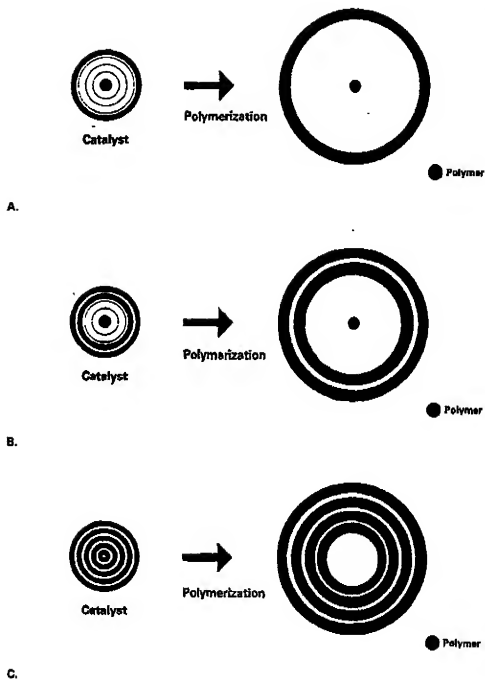 Polymerization
Catalyst
Polymer
A.
Polymerization
Catalyst
Polymer
B.
Polymerization
Catalyst
Polymer
C.